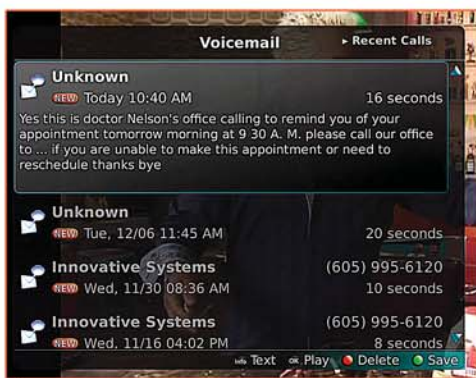 Voicemail
▸ Recent Calls
Unknown
NEW Today 10:40 AM 16 seconds
Yes this is doctor Nelson's office calling to remind you of your
appointment tomorrow morning at 9 30 A. M. please call our office
to ... if you are unable to make this appointment or need to
reschedule thanks bye
Unknown
NEW Tue, 12/06 11:45 AM 20 seconds
Innovative Systems (605) 995-6120
NEW Wed, 11/30 08:36 AM 10 seconds
Innovative Systems (605) 995-6120
NEW Wed, 11/16 04:02 PM 8 seconds
Info Text OK Play Delete Save